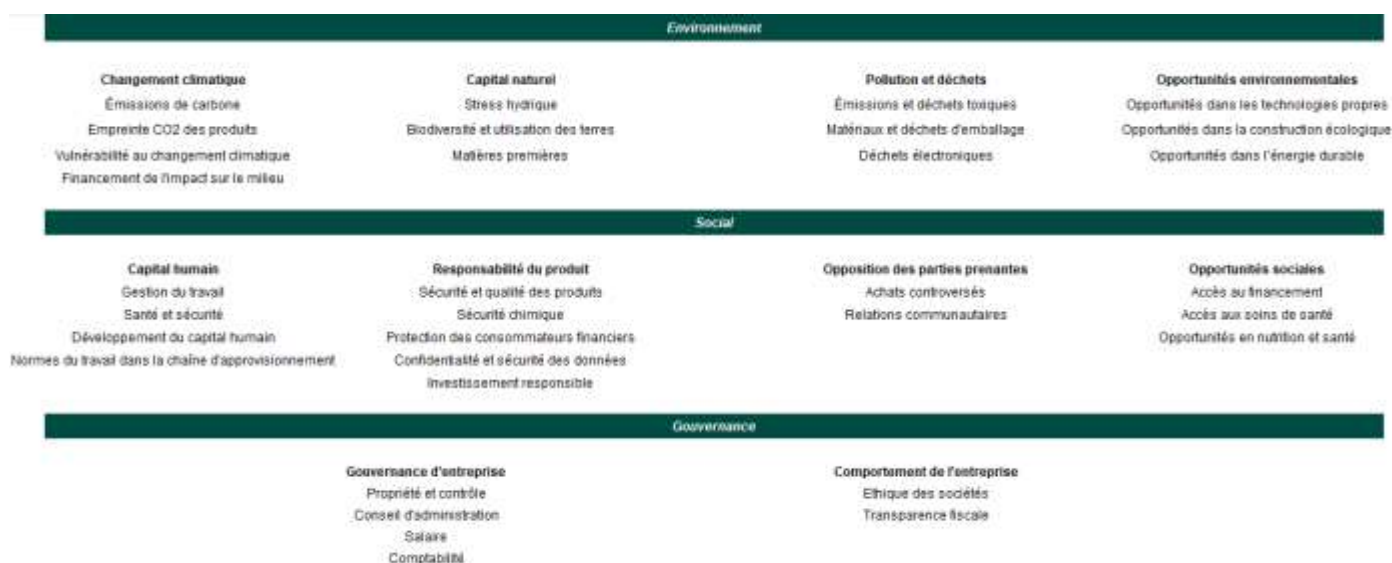 Environnement
Changement climatique
Émissions de carbone
Empreinte CO2 des produits
Vulnérabilité au changement climatique
Financement de l'impact sur le milieu
Capital naturel
Stress hydrique
Biodiversité et utilisation des terres
Matières premières
Pollution et déchets
Émissions et déchets toxiques
Matériaux et déchets d'emballage
Déchets électroniques
Opportunités environnementales
Opportunités dans les technologies propres
Opportunités dans la construction écologique
Opportunités dans l'énergie durable
Social
Capital humain
Gestion du travail
Santé et sécurité
Développement du capital humain
Normes du travail dans la chaîne d'approvisionnement
Responsabilité du produit
Sécurité et qualité des produits
Sécurité chimique
Protection des consommateurs financiers
Confidentialité et sécurité des données
Investissement responsible
Opposition des parties prenantes
Achats controversés
Relations communautaires
Opportunités sociales
Accès au financement
Accès aux soins de santé
Opportunités en nutrition et santé
Gouvernance
Gouvernance d'entreprise
Propriété et contrôle
Conseil d'administration
Salaire
Comptabilité
Comportement de l'entreprise
Ethique des sociétés
Transparence fiscale